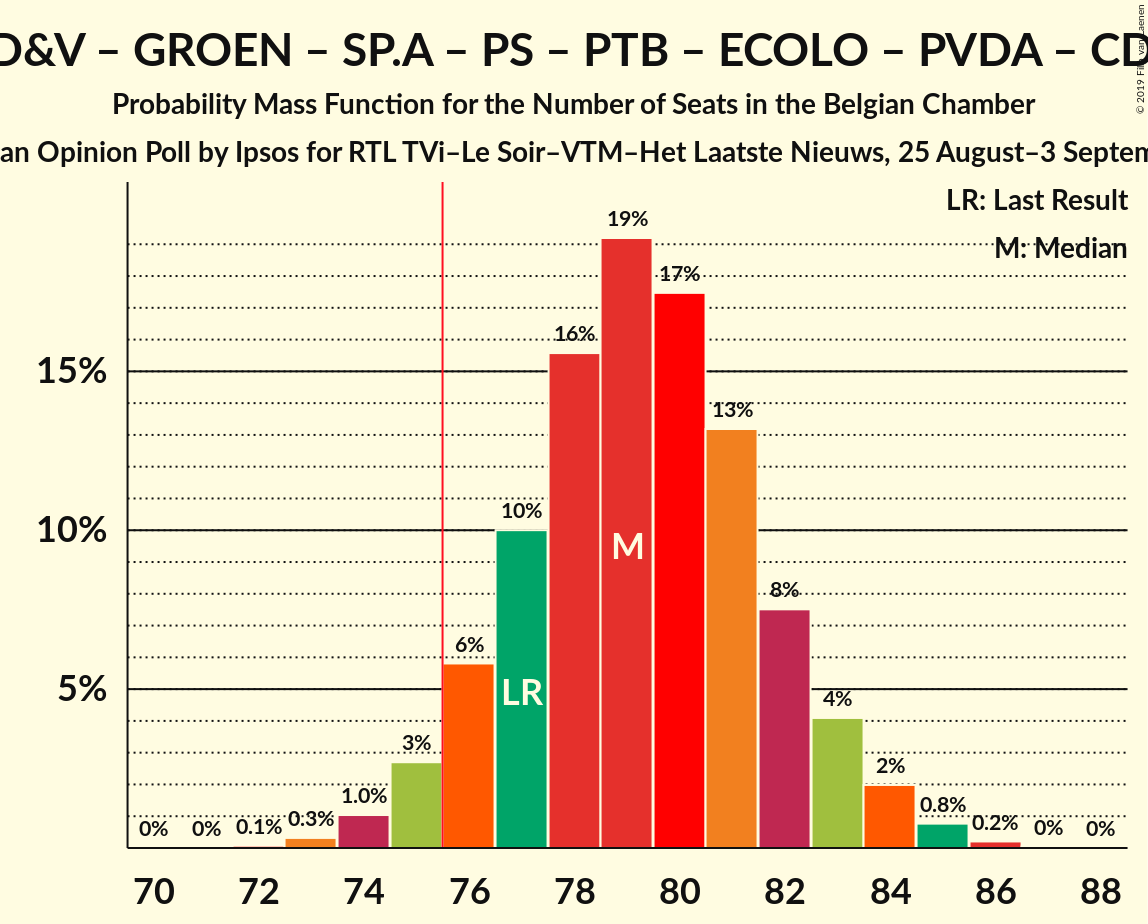 D&V – GROEN – SP.A – PS – PTB – ECOLO – PVDA – CD
Probability Mass Function for the Number of Seats in the Belgian Chamber
an Opinion Poll by Ipsos for RTL TVi–Le Soir–VTM–Het Laatste Nieuws, 25 August–3 Septem
© 2019 Filip van Laenen
LR: Last Result
M: Median
15%
10%
5%
0%
0%
0.1%
0.3%
1.0%
3%
6%
10%
16%
19%
17%
13%
8%
4%
2%
0.8%
0.2%
0%
0%
LR
M
70 72 74 76 78 80 82 84 86 88